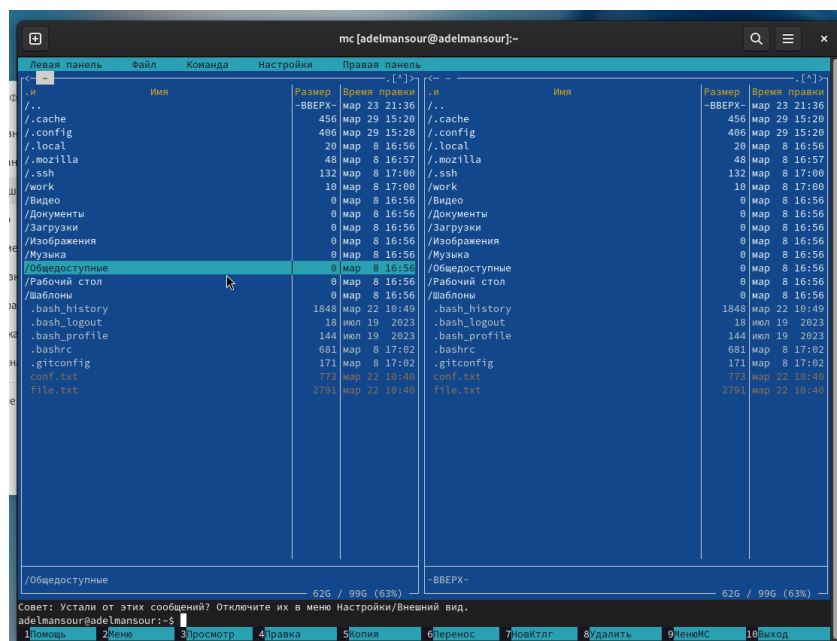 mc [adelmansour@adelmansour]:~
Левая панель Файл Команда Настройки Правая панель
<— ~ .[^]> <— ~ .[^]>
.и Имя Размер Время правки .и Имя Размер Время правки
/.. -ВВЕРХ- мар 23 21:36 /.. -ВВЕРХ- мар 23 21:36
/.cache 456 мар 29 15:20 /.cache 456 мар 29 15:20
/.config 406 мар 29 15:20 /.config 406 мар 29 15:20
/.local 20 мар 8 16:56 /.local 20 мар 8 16:56
/.mozilla 48 мар 8 16:57 /.mozilla 48 мар 8 16:57
/.ssh 132 мар 8 17:00 /.ssh 132 мар 8 17:00
/work 10 мар 8 17:00 /work 10 мар 8 17:00
/Видео 0 мар 8 16:56 /Видео 0 мар 8 16:56
/Документы 0 мар 8 16:56 /Документы 0 мар 8 16:56
/Загрузки 0 мар 8 16:56 /Загрузки 0 мар 8 16:56
/Изображения 0 мар 8 16:56 /Изображения 0 мар 8 16:56
/Музыка 0 мар 8 16:56 /Музыка 0 мар 8 16:56
/Общедоступные 0 мар 8 16:56 /Общедоступные 0 мар 8 16:56
/Рабочий стол 0 мар 8 16:56 /Рабочий стол 0 мар 8 16:56
/Шаблоны 0 мар 8 16:56 /Шаблоны 0 мар 8 16:56
.bash_history 1848 мар 22 10:49 .bash_history 1848 мар 22 10:49
.bash_logout 18 июл 19 2023 .bash_logout 18 июл 19 2023
.bash_profile 144 июл 19 2023 .bash_profile 144 июл 19 2023
.bashrc 681 мар 8 17:02 .bashrc 681 мар 8 17:02
.gitconfig 171 мар 8 17:02 .gitconfig 171 мар 8 17:02
conf.txt 773 мар 22 10:40 conf.txt 773 мар 22 10:40
file.txt 2791 мар 22 10:40 file.txt 2791 мар 22 10:40
/Общедоступные -ВВЕРХ-
62G / 99G (63%) 62G / 99G (63%)
Совет: Устали от этих сообщений? Отключите их в меню Настройки/Внешний вид.
adelmansour@adelmansour:~$
1Помощь 2Меню 3Просмотр 4Правка 5Копия 6Перенос 7НовКтлг 8Удалить 9МенюMC 10Выход